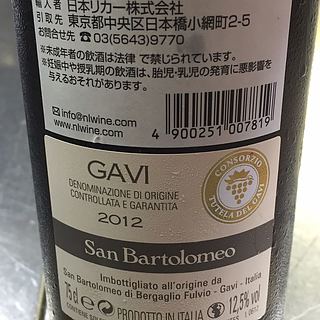 輸入者 日本リカー株式会社
引取先 東京都中央区日本橋小網町2-5
お問合せ先 ☎03(5643)9770
※未成年者の飲酒は法律で禁じられています。
※妊娠中や授乳期の飲酒は、胎児・乳児の発育に悪影響を
与えるおそれがあります。
✉info@nlwine.com
www.nlwine.com
4 900251 007819
GAVI
DENOMINAZIONE DI ORIGINE
CONTROLLATA E GARANTITA
2012
CONSORZIO
TUTELA DEL GAVI
San Bartolomeo
Imbottigliato all'origine da
San Bartolomeo di Bergaglio Fulvio - Gavi - Italia
75 cl e PRODOTTO IN ITALIA 12,5% vol
CONTIENE SOLFITI